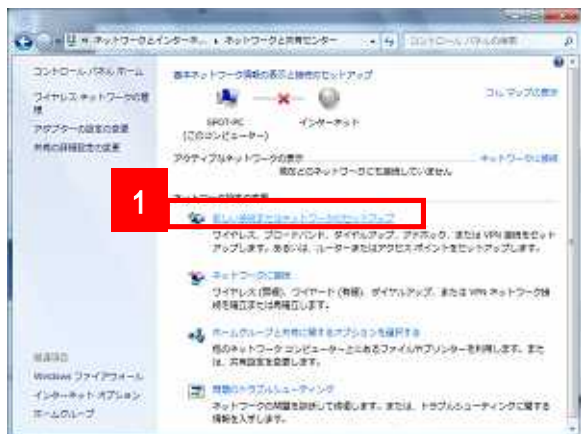 ネットワークとインターネ... ▸ ネットワークと共有センター
コントロール パネルの検索
コントロール パネル ホーム
ワイヤレス ネットワークの管
理
アダプターの設定の変更
共有の詳細設定の変更
基本ネットワーク情報の表示と接続のセットアップ
フル マップの表示
SPOT-PC
(このコンピューター)
インターネット
アクティブなネットワークの表示
ネットワークに接続
現在どのネットワークにも接続していません
ネットワーク設定の変更
1
新しい接続またはネットワークのセットアップ
ワイヤレス、ブロードバンド、ダイヤルアップ、アドホック、または VPN 接続をセット
アップします。あるいは、ルーターまたはアクセス ポイントをセットアップします。
ネットワークに接続
ワイヤレス (無線)、ワイヤード (有線)、ダイヤルアップ、または VPN ネットワーク接
続を確立または再確立します。
ホームグループと共有に関するオプションを選択する
他のネットワーク コンピューター上にあるファイルやプリンターを利用します。また
は、共有設定を変更します。
問題のトラブルシューティング
ネットワークの問題を診断して修復します。または、トラブルシューティングに関する
情報を入手します。
関連項目
Windows ファイアウォール
インターネット オプション
ホームグループ